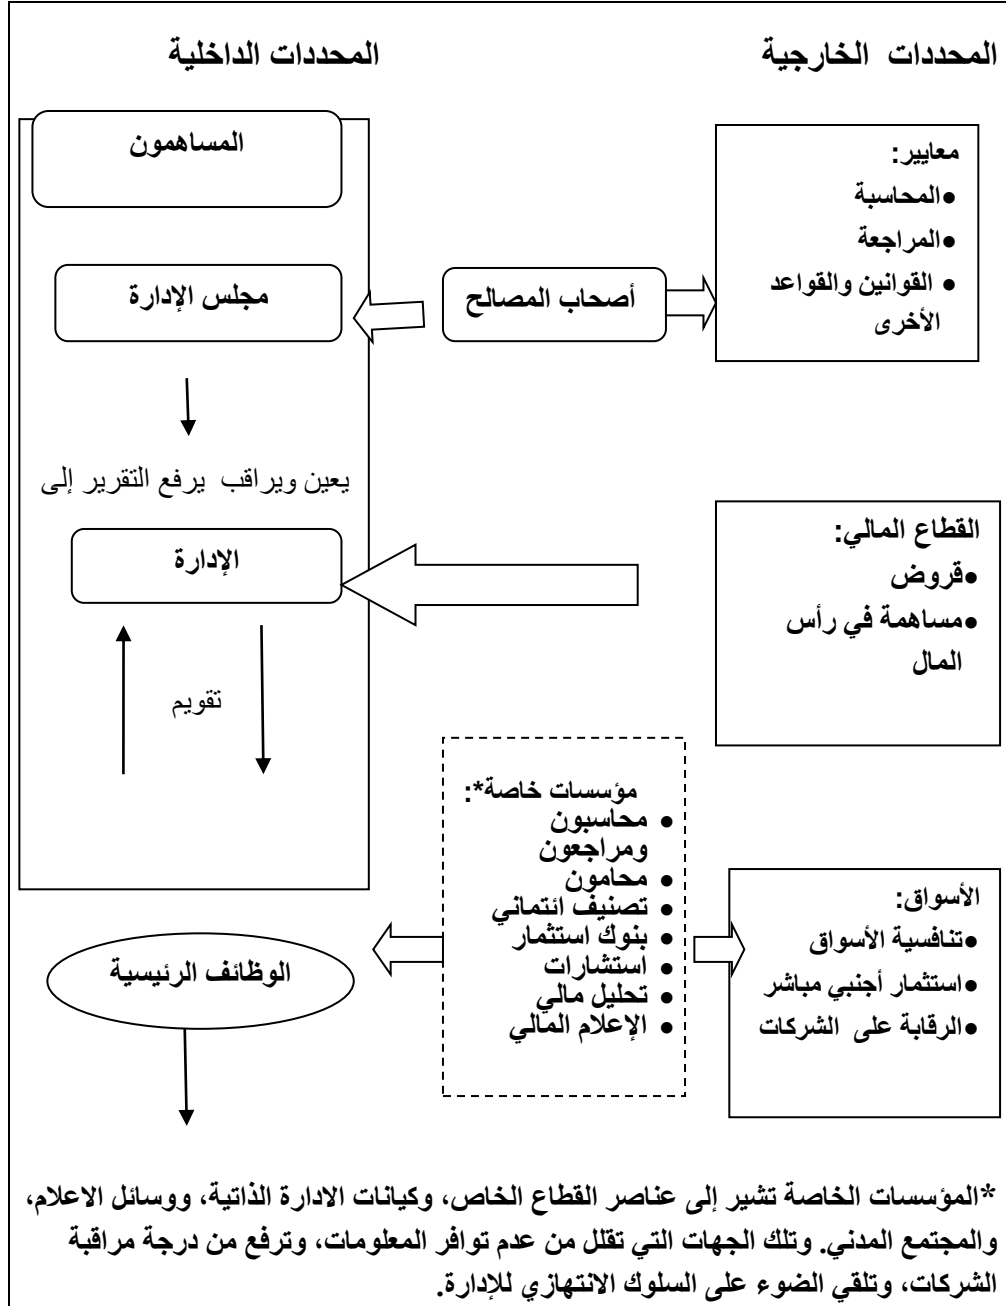 المحددات الخارجية
المحددات الداخلية
معايير:
●المحاسبة
●المراجعة
● القوانين والقواعد
الأخرى
المساهمون
أصحاب المصالح
مجلس الإدارة
يعين ويراقب يرفع التقرير إلى
القطاع المالي:
●قروض
●مساهمة في رأس
المال
الإدارة
تقويم
مؤسسات خاصة*:
● محاسبون
ومراجعون
● محامون
● تصنيف ائتماني
● بنوك استثمار
● استشارات
● تحليل مالي
● الإعلام المالي
الأسواق:
●تنافسية الأسواق
●استثمار أجنبي مباشر
●الرقابة على الشركات
الوظائف الرئيسية
*المؤسسات الخاصة تشير إلى عناصر القطاع الخاص، وكيانات الادارة الذاتية، ووسائل الاعلام،
والمجتمع المدني. وتلك الجهات التي تقلل من عدم توافر المعلومات، وترفع من درجة مراقبة
الشركات، وتلقي الضوء على السلوك الانتهازي للإدارة.